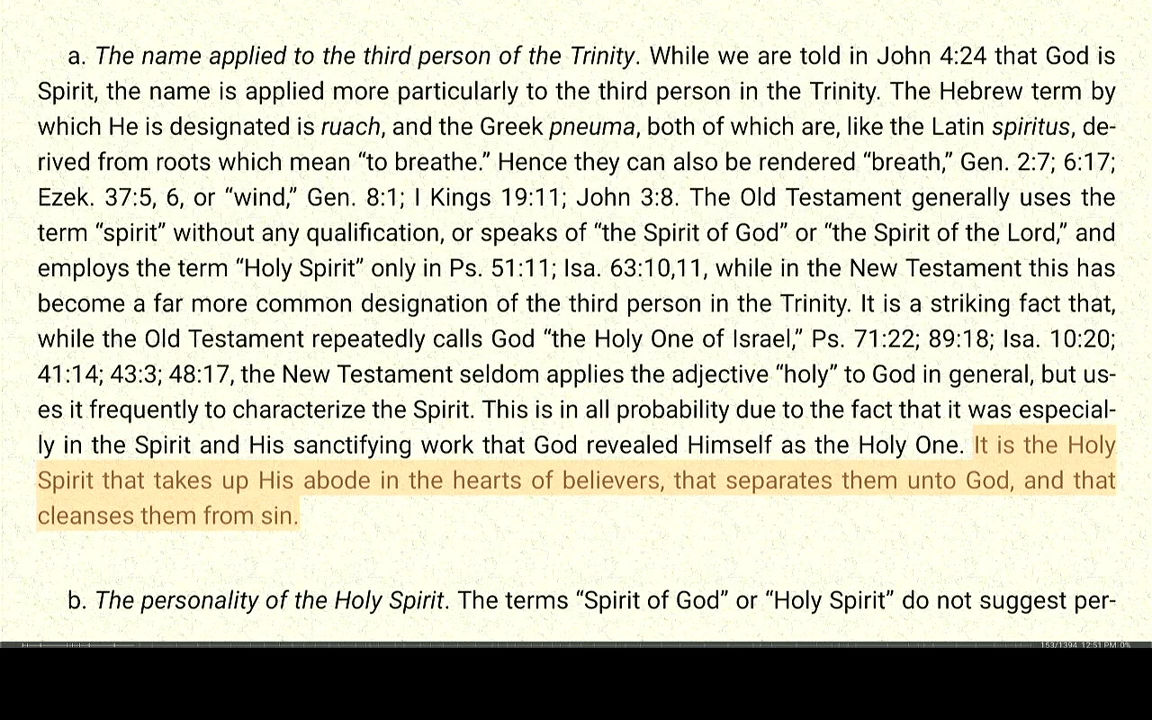 a. The name applied to the third person of the Trinity. While we are told in John 4:24 that God is
Spirit, the name is applied more particularly to the third person in the Trinity. The Hebrew term by
which He is designated is ruach, and the Greek pneuma, both of which are, like the Latin spiritus, de-
rived from roots which mean “to breathe.” Hence they can also be rendered “breath,” Gen. 2:7; 6:17;
Ezek. 37:5, 6, or “wind,” Gen. 8:1; I Kings 19:11; John 3:8. The Old Testament generally uses the
term “spirit” without any qualification, or speaks of “the Spirit of God” or “the Spirit of the Lord,” and
employs the term “Holy Spirit” only in Ps. 51:11; Isa. 63:10,11, while in the New Testament this has
become a far more common designation of the third person in the Trinity. It is a striking fact that,
while the Old Testament repeatedly calls God “the Holy One of Israel,” Ps. 71:22; 89:18; Isa. 10:20;
41:14; 43:3; 48:17, the New Testament seldom applies the adjective “holy” to God in general, but us-
es it frequently to characterize the Spirit. This is in all probability due to the fact that it was especial-
ly in the Spirit and His sanctifying work that God revealed Himself as the Holy One. It is the Holy
Spirit that takes up His abode in the hearts of believers, that separates them unto God, and that
cleanses them from sin.
b. The personality of the Holy Spirit. The terms “Spirit of God” or “Holy Spirit” do not suggest per-
153/1394 12:51 PM 0%